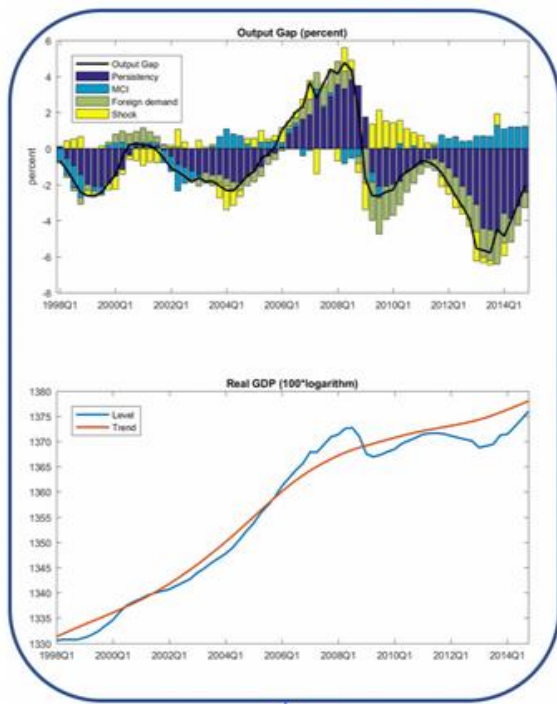 Output Gap (percent)
6
4
2
0
-2
-4
-6
-8
percent
Output Gap
Persistency
MCI
Foreign demand
Shock
1998Q1 2000Q1 2002Q1 2004Q1 2006Q1 2008Q1 2010Q1 2012Q1 2014Q1
Real GDP (100*logarithm)
1380
1375
1370
1365
1360
1355
1350
1345
1340
1335
1330
Level
Trend
1998Q1 2000Q1 2002Q1 2004Q1 2006Q1 2008Q1 2010Q1 2012Q1 2014Q1